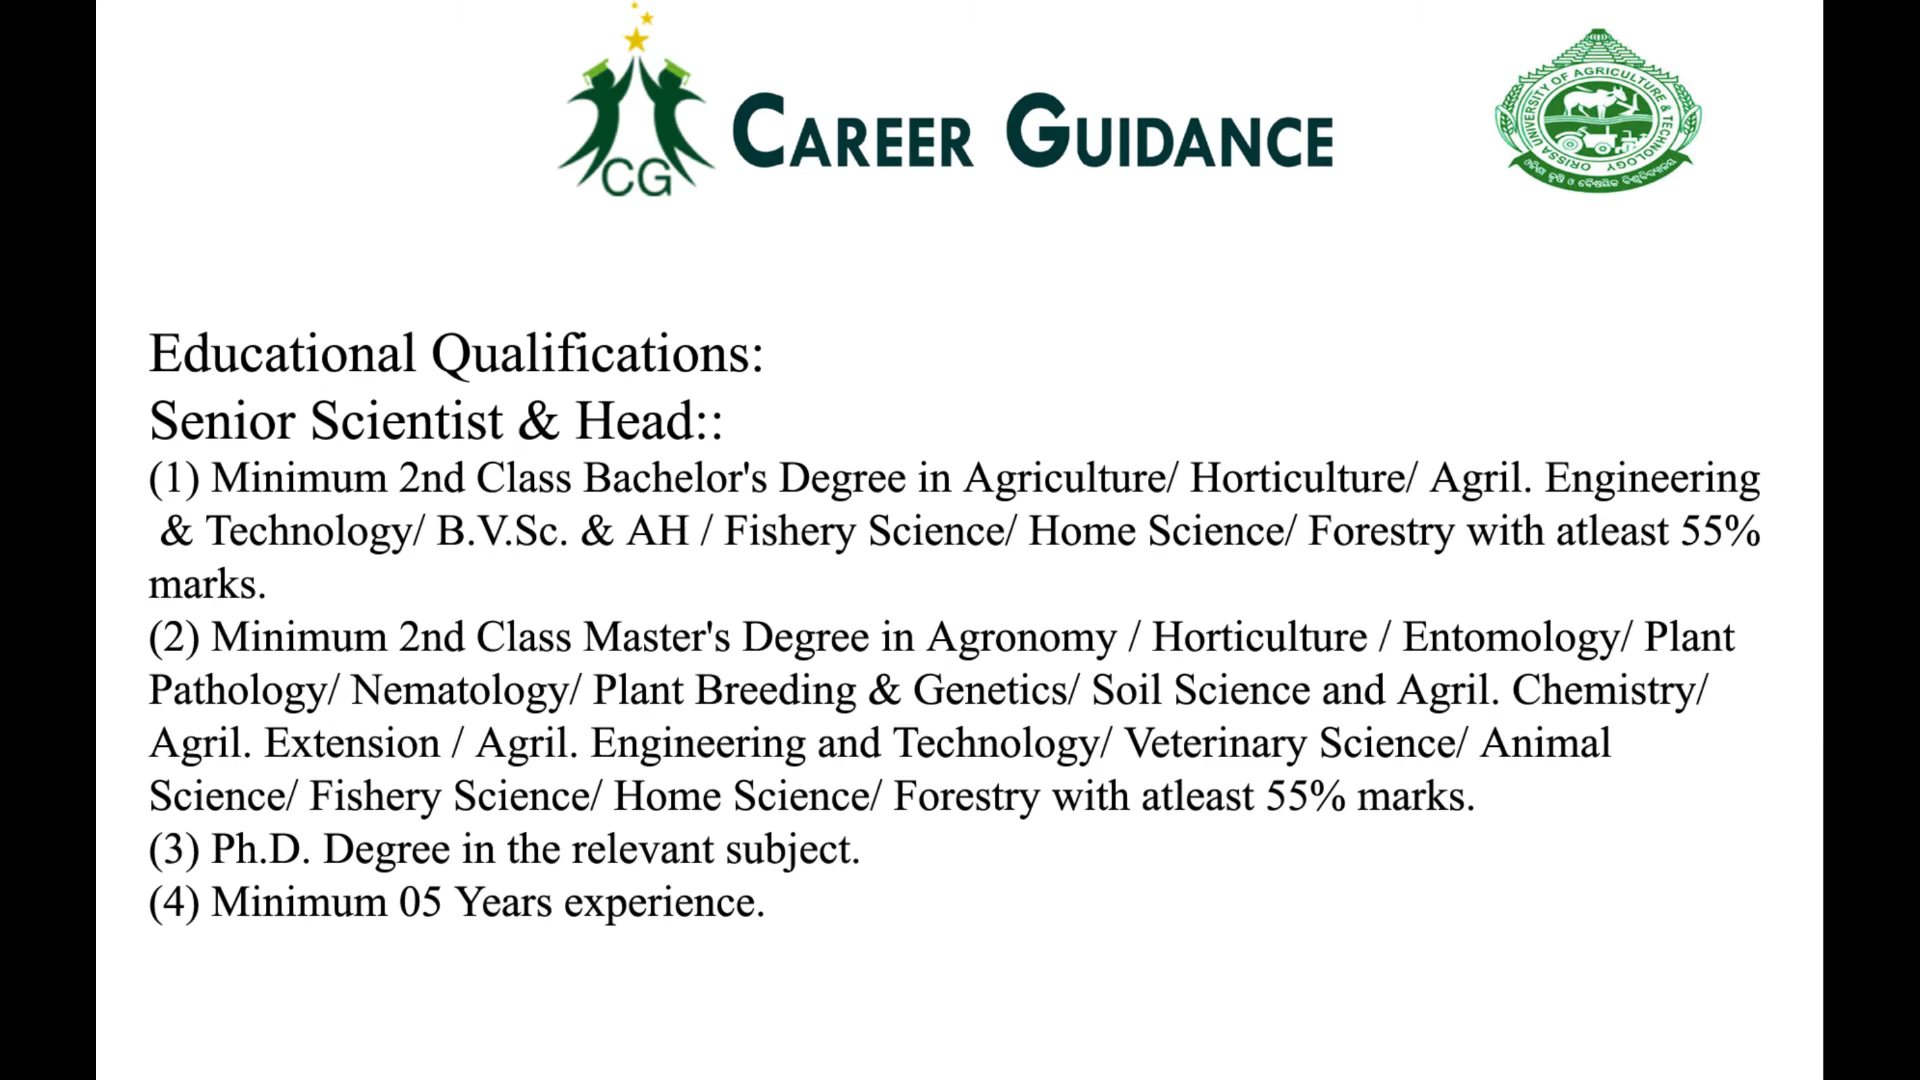 CG
CAREER GUIDANCE
ORISSA UNIVERSITY OF AGRICULTURE & TECHNOLOGY
ଓଡ଼ିଶା କୃଷି ଓ ବୈଷୟିକ ବିଶ୍ୱବିଦ୍ୟାଳୟ
Educational Qualifications:
Senior Scientist & Head::
(1) Minimum 2nd Class Bachelor's Degree in Agriculture/ Horticulture/ Agril. Engineering
& Technology/ B.V.Sc. & AH / Fishery Science/ Home Science/ Forestry with atleast 55%
marks.
(2) Minimum 2nd Class Master's Degree in Agronomy / Horticulture / Entomology/ Plant
Pathology/ Nematology/ Plant Breeding & Genetics/ Soil Science and Agril. Chemistry/
Agril. Extension / Agril. Engineering and Technology/ Veterinary Science/ Animal
Science/ Fishery Science/ Home Science/ Forestry with atleast 55% marks.
(3) Ph.D. Degree in the relevant subject.
(4) Minimum 05 Years experience.